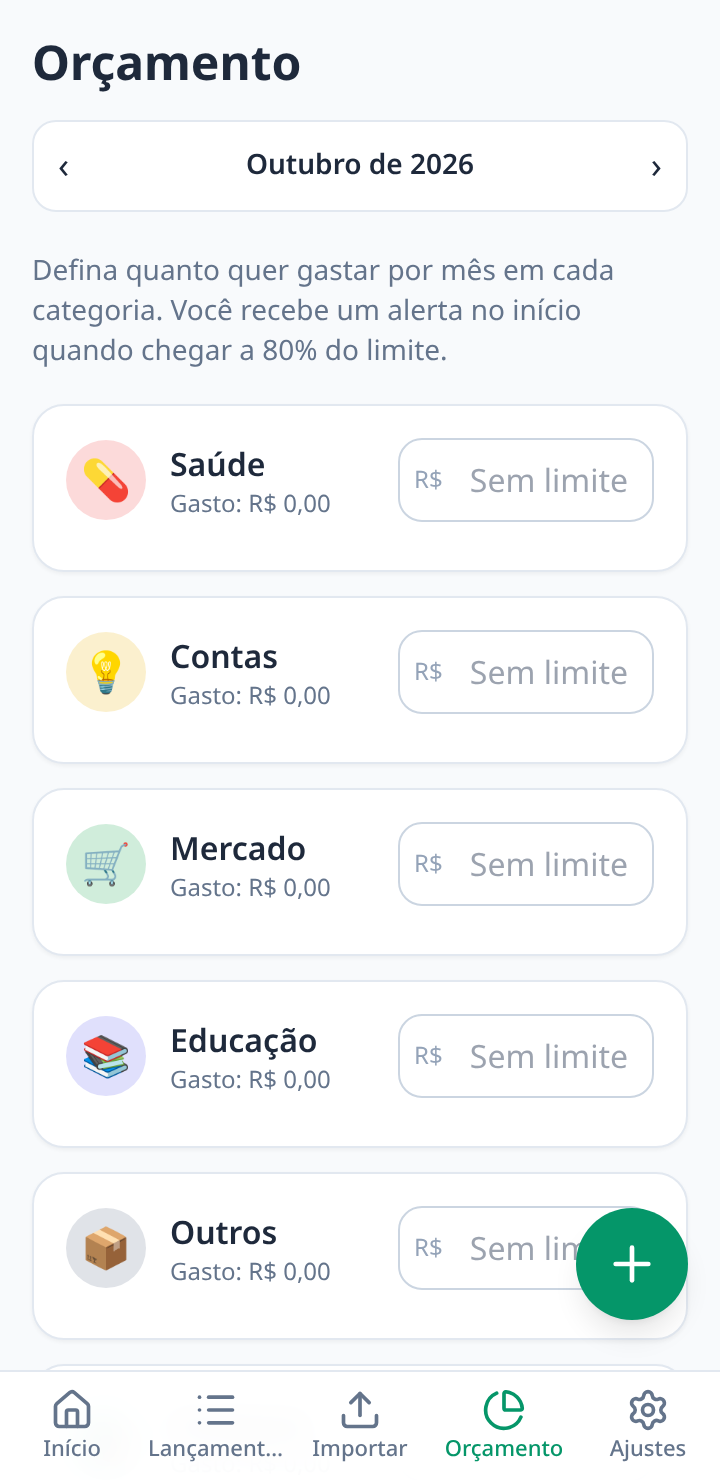 Orçamento
‹ Outubro de 2026 ›
Defina quanto quer gastar por mês em cada
categoria. Você recebe um alerta no início
quando chegar a 80% do limite.
Saúde
Gasto: R$ 0,00
R$ Sem limite
Contas
Gasto: R$ 0,00
R$ Sem limite
Mercado
Gasto: R$ 0,00
R$ Sem limite
Educação
Gasto: R$ 0,00
R$ Sem limite
Outros
Gasto: R$ 0,00
R$ Sem
Início
Lançament...
Importar
Orçamento
Ajustes